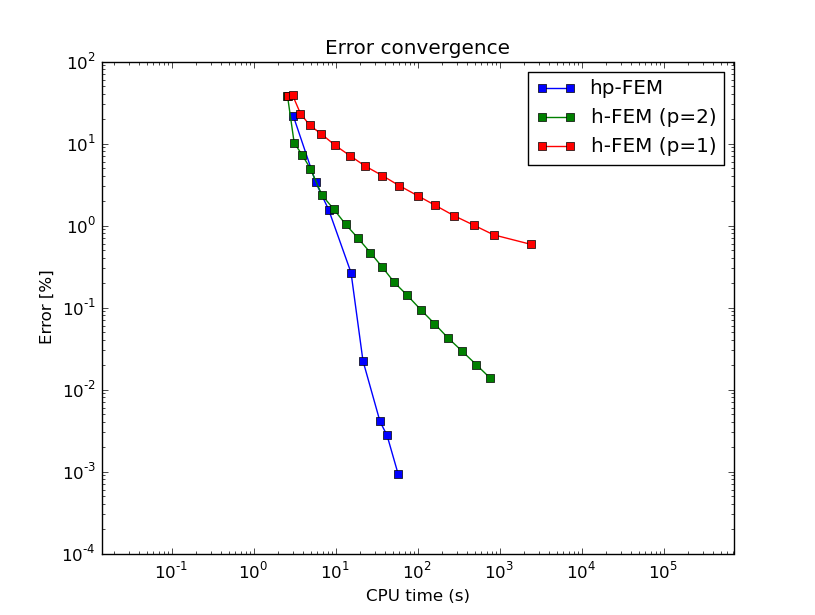 Error convergence
hp-FEM
h-FEM (p=2)
h-FEM (p=1)
Error [%]
10^2
10^1
10^0
10^-1
10^-2
10^-3
10^-4
10^-1 10^0 10^1 10^2 10^3 10^4 10^5
CPU time (s)